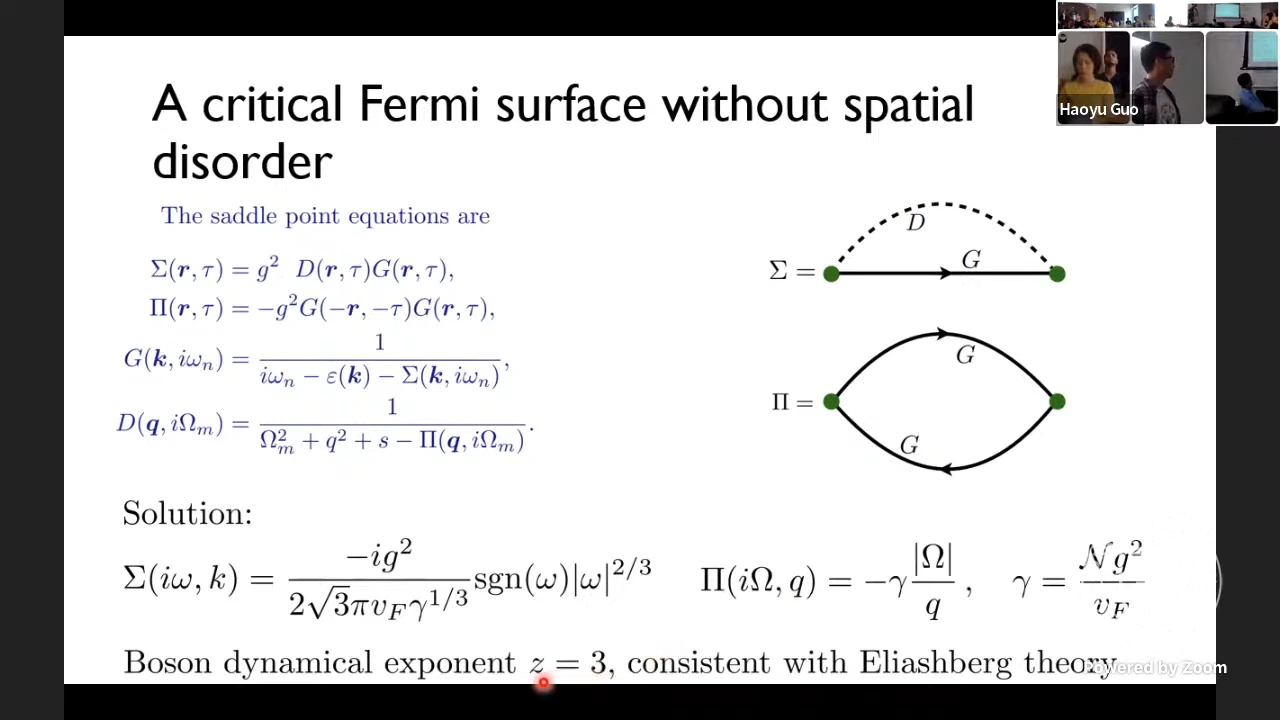 A critical Fermi surface without spatial
disorder
Haoyu Guo
The saddle point equations are
Σ(r, τ) = g² D(r, τ)G(r, τ),
Π(r, τ) = −g²G(−r, −τ)G(r, τ),
G(k, iωₙ) = 1 / (iωₙ − ε(k) − Σ(k, iωₙ)),
D(q, iΩₘ) = 1 / (Ωₘ² + q² + s − Π(q, iΩₘ)).
D
Σ =
G
G
Π =
G
Solution:
Σ(iω, k) = −ig² / (2√3πv_Fγ^{1/3}) sgn(ω)|ω|^{2/3}
Π(iΩ, q) = −γ |Ω| / q , γ = 𝒩g² / v_F
Boson dynamical exponent z = 3, consistent with Eliashberg theory
Powered by Zoom